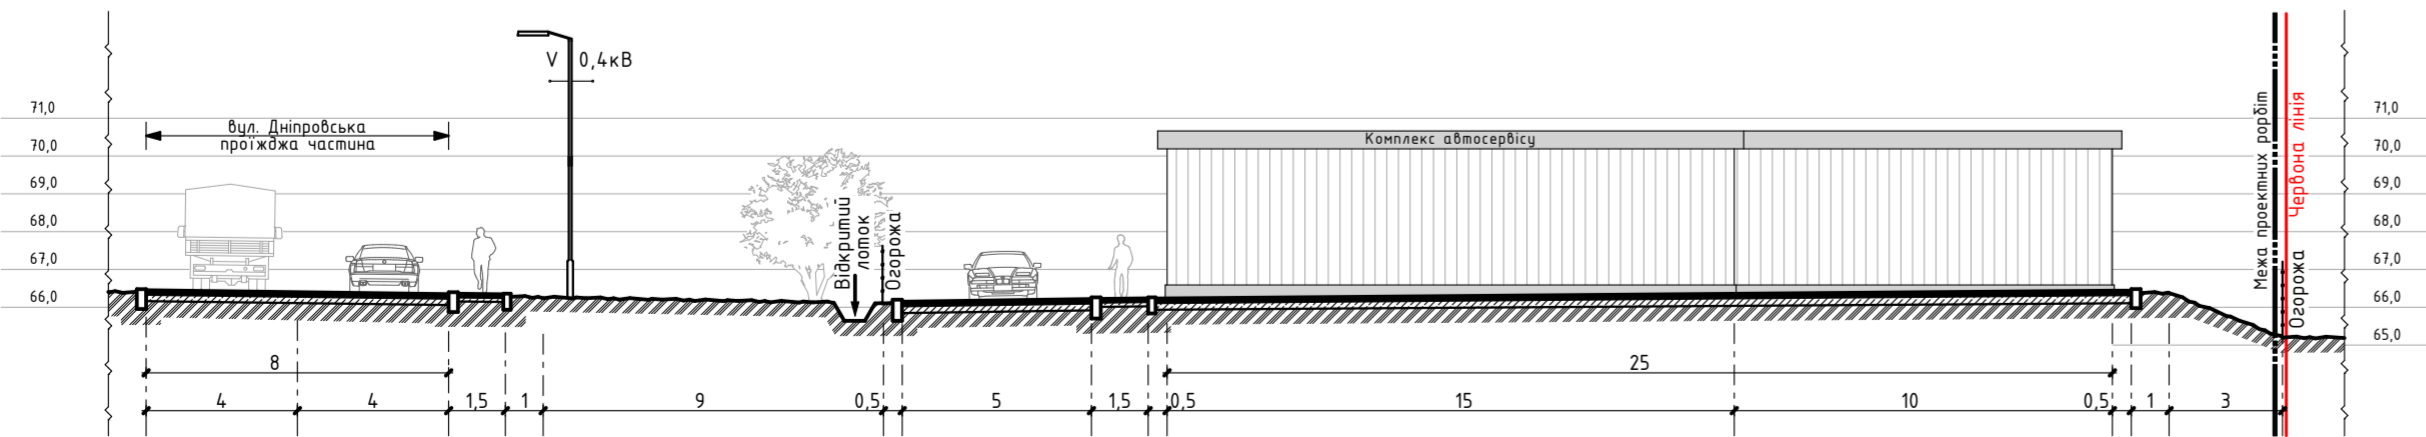 V 0,4кВ
71,0
70,0
69,0
68,0
67,0
66,0
вул. Дніпровська
проїжджа частина
Відкритий
лоток
Огорожа
Комплекс автосервісу
Межа проектних рорбіт
Червона лінія
Огорожа
71,0
70,0
69,0
68,0
67,0
66,0
65,0
8
25
4
4
1,5
1
9
0,5
5
1,5
0,5
15
10
0,5
1
3